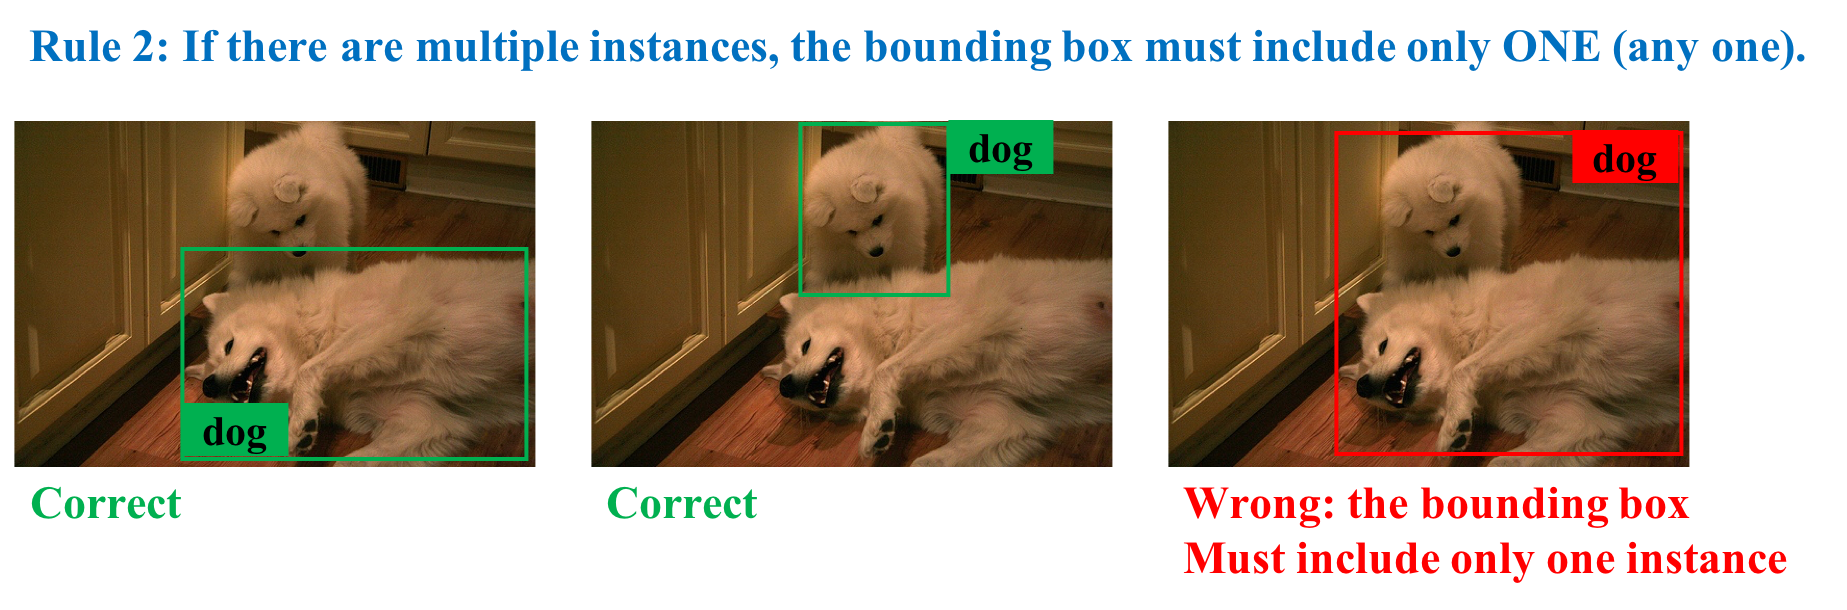 Rule 2: If there are multiple instances, the bounding box must include only ONE (any one).
dog
dog
dog
Correct
Correct
Wrong: the bounding box
Must include only one instance